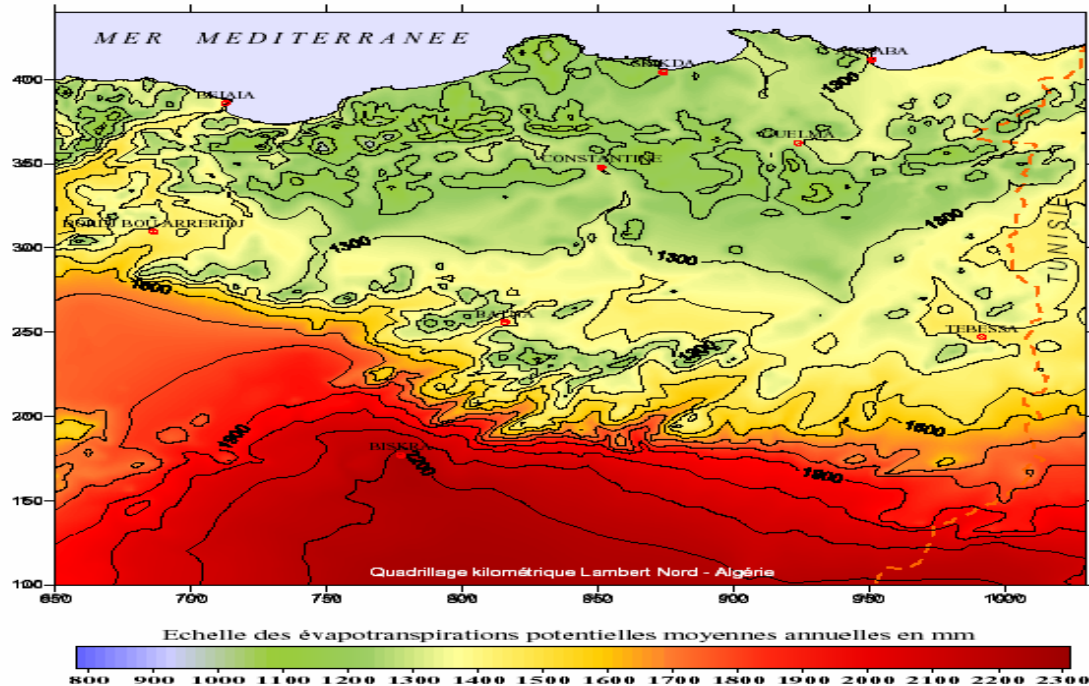 MER MEDITERRANEE
ANNABA
SKIKDA
400
1300
BEJAIA
GUELMA
CONSTANTINE
350
1300
BORDJ BOU ARRERIDJ
TUNISIE
300
1300
1300
1600
BATNA
250
TEBESSA
1300
200
1600
1900
BISKRA
2200
1900
150
Quadrillage kilométrique Lambert Nord - Algérie
100
650 700 750 800 850 900 950 1000
Echelle des évapotranspirations potentielles moyennes annuelles en mm
800 900 1000 1100 1200 1300 1400 1500 1600 1700 1800 1900 2000 2100 2200 2300